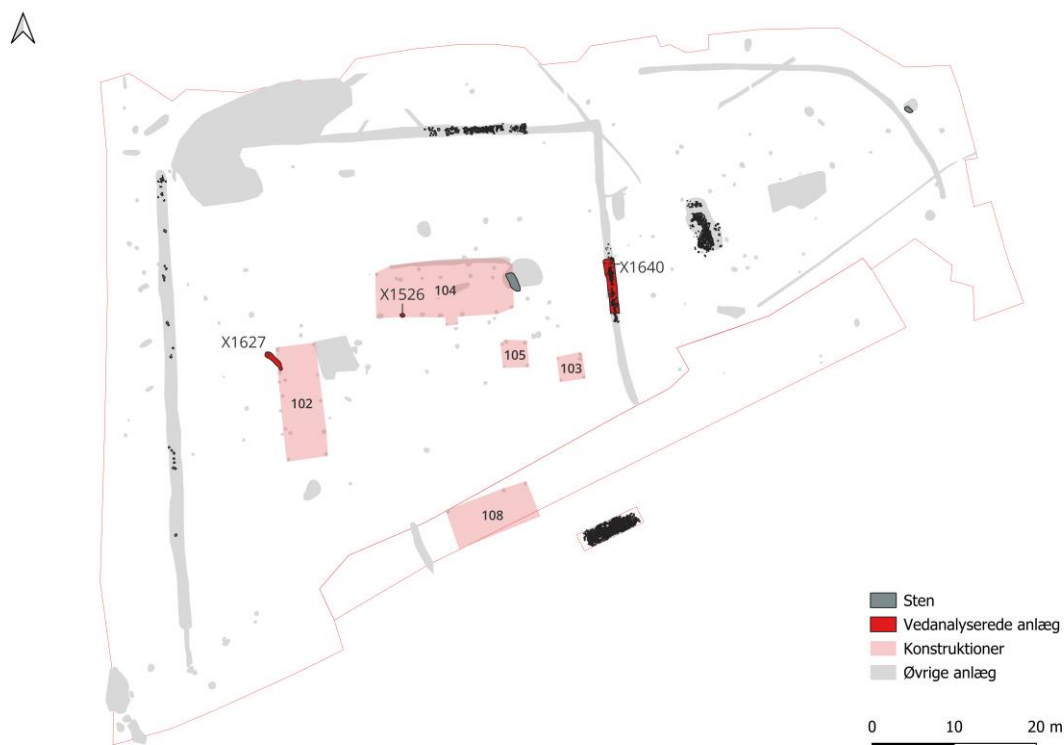 X1640
104
X1526
X1627
105
103
102
108
Sten
Vedanalyserede anlæg
Konstruktioner
Øvrige anlæg
0 10 20 m